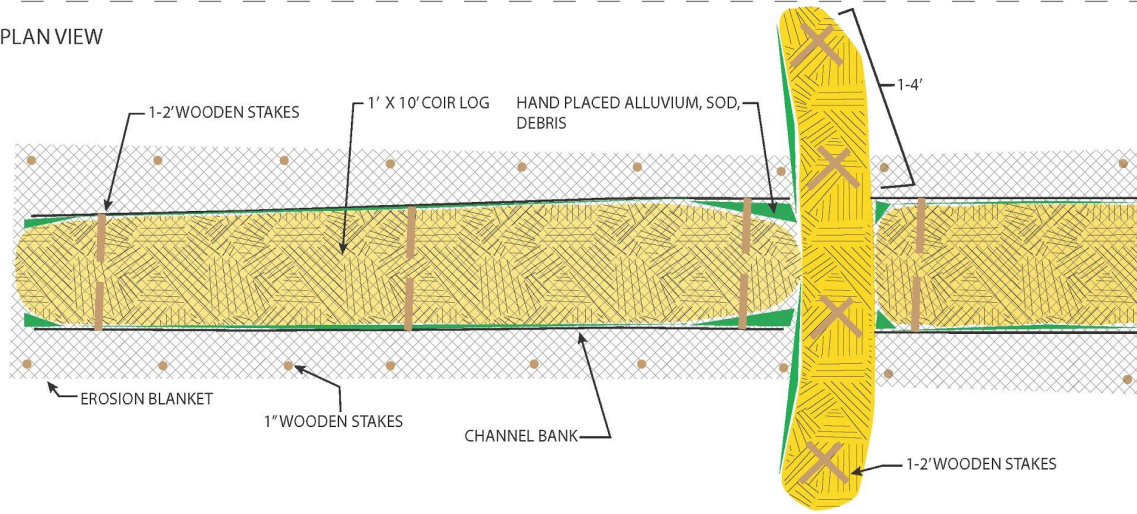 PLAN VIEW
1-2' WOODEN STAKES
1' X 10' COIR LOG
HAND PLACED ALLUVIUM, SOD,
DEBRIS
1-4'
EROSION BLANKET
1" WOODEN STAKES
CHANNEL BANK
1-2' WOODEN STAKES